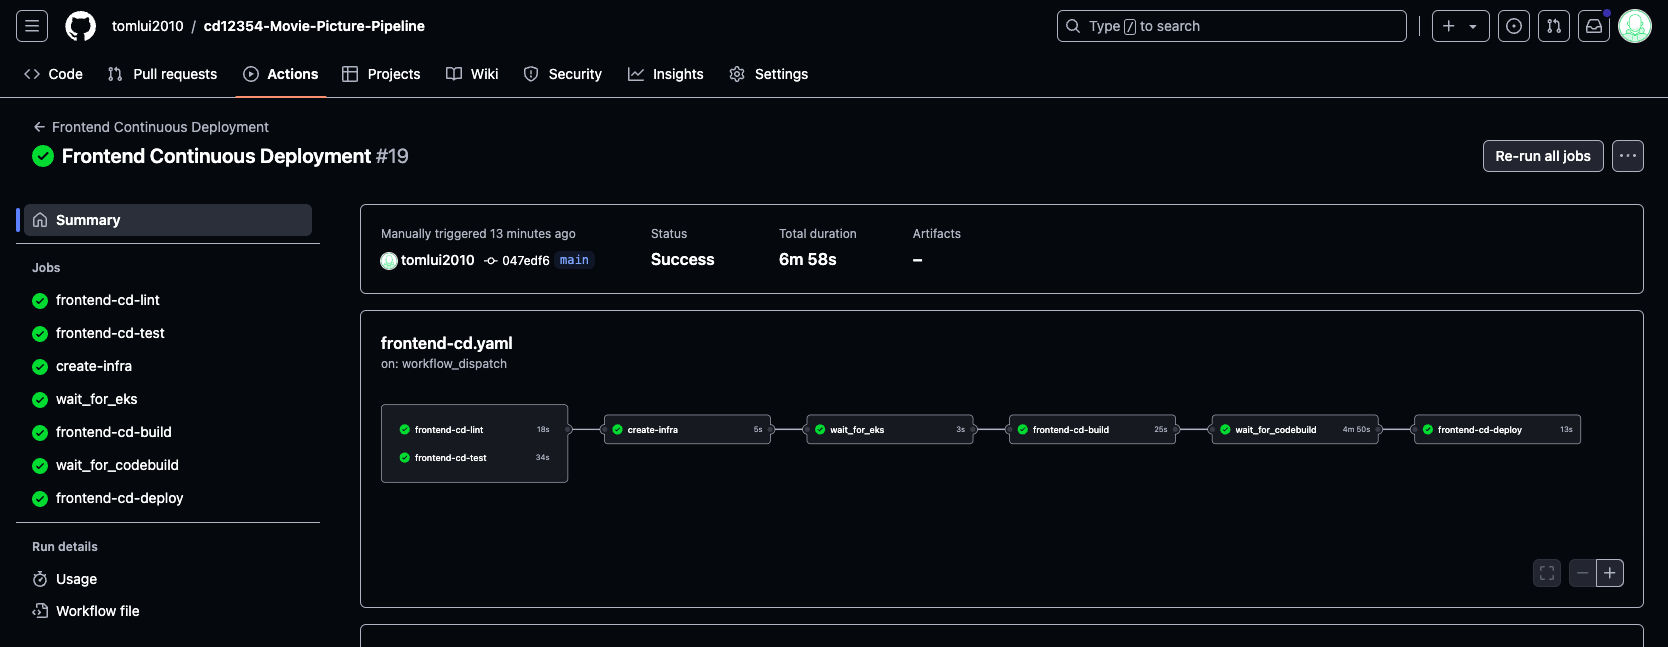 tomlui2010 / cd12354-Movie-Picture-Pipeline
Type / to search
Code Pull requests Actions Projects Wiki Security Insights Settings
← Frontend Continuous Deployment
Frontend Continuous Deployment #19
Re-run all jobs
Summary
Jobs
frontend-cd-lint
frontend-cd-test
create-infra
wait_for_eks
frontend-cd-build
wait_for_codebuild
frontend-cd-deploy
Run details
Usage
Workflow file
Manually triggered 13 minutes ago
tomlui2010 047edf6 main
Status
Success
Total duration
6m 58s
Artifacts
–
frontend-cd.yaml
on: workflow_dispatch
frontend-cd-lint 18s
frontend-cd-test 34s
create-infra 5s
wait_for_eks 3s
frontend-cd-build 25s
wait_for_codebuild 4m 50s
frontend-cd-deploy 13s